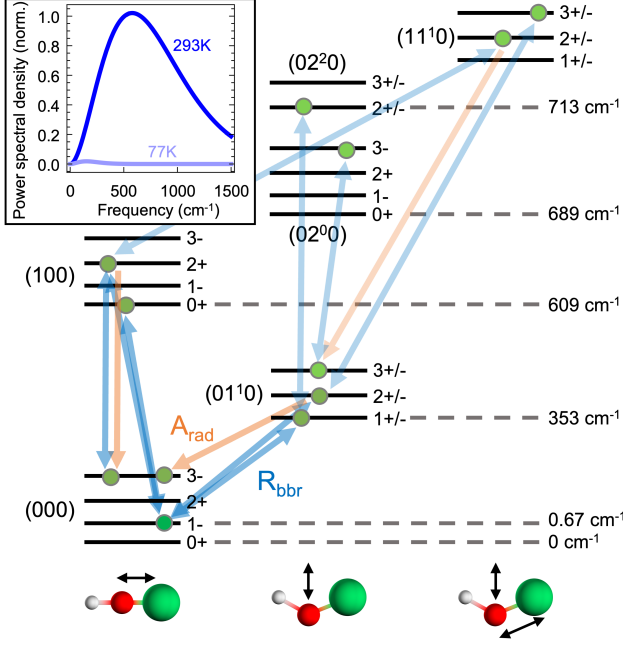 Power spectral density (norm.)
1.0
0.8
0.6
0.4
0.2
0.0
293K
77K
0 500 1000 1500
Frequency (cm⁻¹)
(11¹0)
3+/-
2+/-
1+/-
(02²0)
3+/-
2+/-
713 cm⁻¹
3-
2+
1-
0+
689 cm⁻¹
(02⁰0)
(100)
3-
2+
1-
0+
609 cm⁻¹
(01¹0)
3+/-
2+/-
1+/-
353 cm⁻¹
A_rad
R_bbr
(000)
3-
2+
1-
0+
0.67 cm⁻¹
0 cm⁻¹